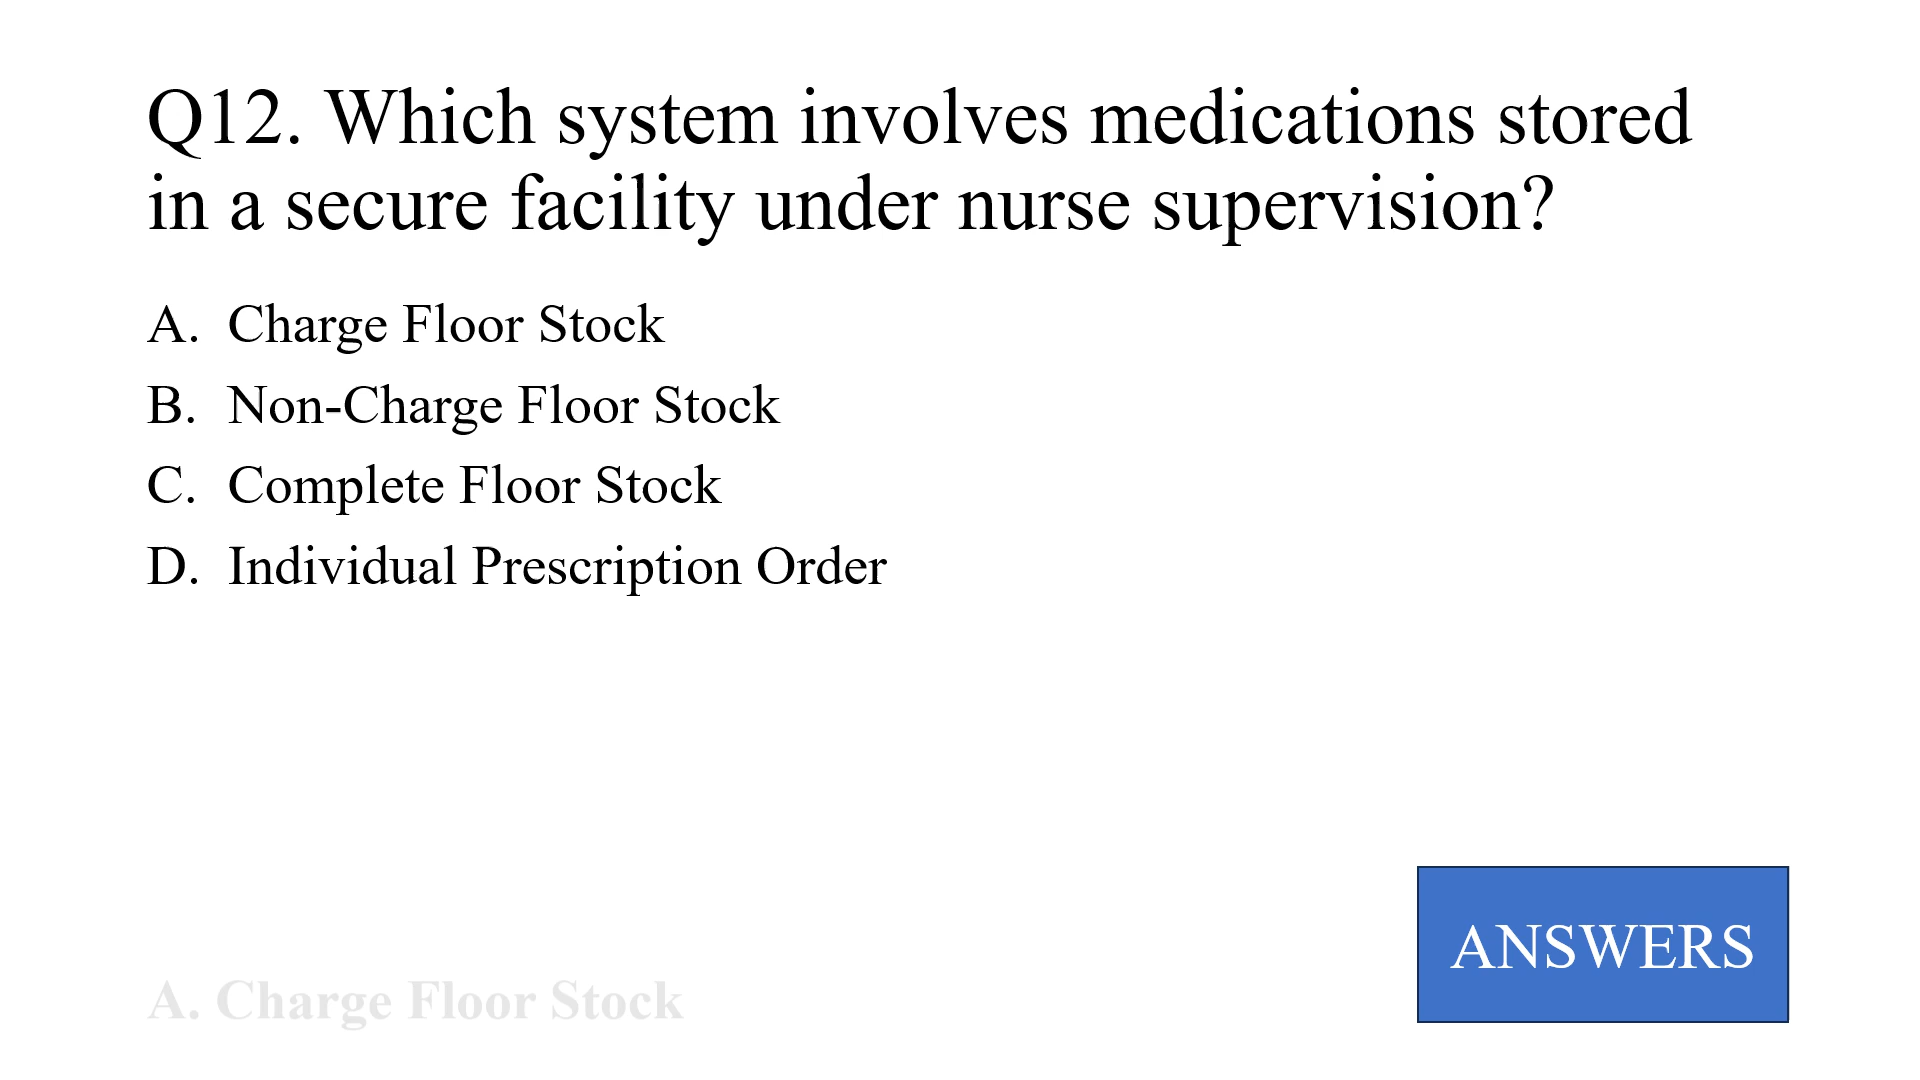 Q12. Which system involves medications stored
in a secure facility under nurse supervision?
A. Charge Floor Stock
B. Non-Charge Floor Stock
C. Complete Floor Stock
D. Individual Prescription Order
ANSWERS
A. Charge Floor Stock